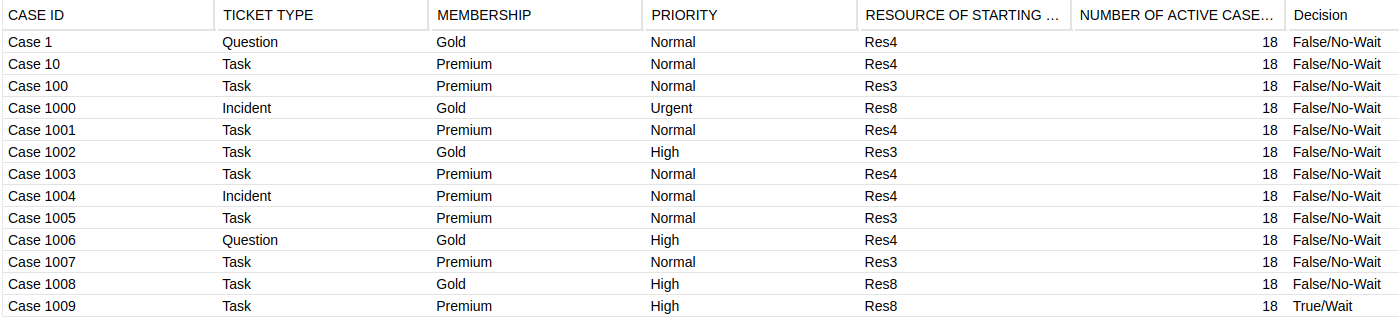 CASE ID TICKET TYPE MEMBERSHIP PRIORITY RESOURCE OF STARTING ... NUMBER OF ACTIVE CASE... Decision
Case 1 Question Gold Normal Res4 18 False/No-Wait
Case 10 Task Premium Normal Res4 18 False/No-Wait
Case 100 Task Premium Normal Res3 18 False/No-Wait
Case 1000 Incident Gold Urgent Res8 18 False/No-Wait
Case 1001 Task Premium Normal Res4 18 False/No-Wait
Case 1002 Task Gold High Res3 18 False/No-Wait
Case 1003 Task Premium Normal Res4 18 False/No-Wait
Case 1004 Incident Premium Normal Res4 18 False/No-Wait
Case 1005 Task Premium Normal Res3 18 False/No-Wait
Case 1006 Question Gold High Res4 18 False/No-Wait
Case 1007 Task Premium Normal Res3 18 False/No-Wait
Case 1008 Task Gold High Res8 18 False/No-Wait
Case 1009 Task Premium High Res8 18 True/Wait